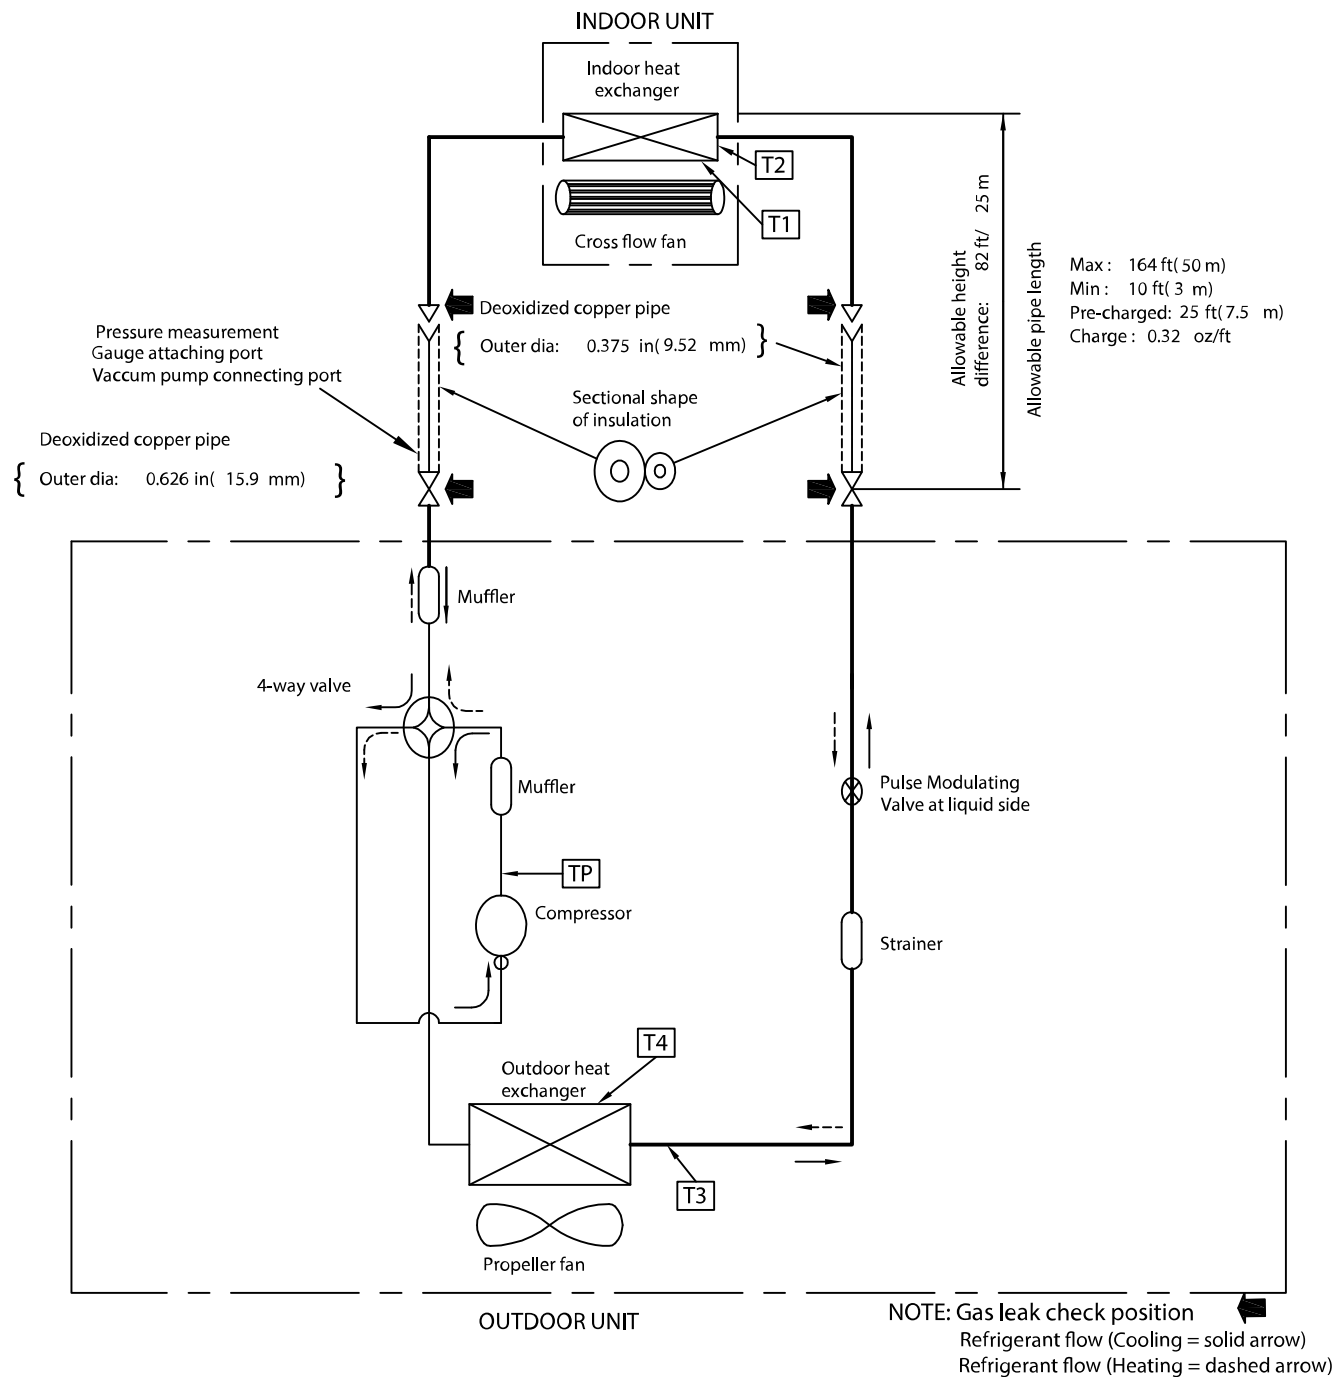 INDOOR UNIT
Indoor heat
exchanger
T2
T1
Cross flow fan
Allowable height
difference: 82 ft/ 25 m
Allowable pipe length
Max : 164 ft( 50 m)
Min : 10 ft( 3 m)
Pre-charged: 25 ft( 7.5 m)
Charge : 0.32 oz/ft
Deoxidized copper pipe
{ Outer dia: 0.375 in( 9.52 mm) }
Pressure measurement
Gauge attaching port
Vaccum pump connecting port
Sectional shape
of insulation
Deoxidized copper pipe
{ Outer dia: 0.626 in( 15.9 mm) }
Muffler
4-way valve
Muffler
Pulse Modulating
Valve at liquid side
TP
Compressor
Strainer
T4
Outdoor heat
exchanger
T3
Propeller fan
OUTDOOR UNIT
NOTE: Gas leak check position
Refrigerant flow (Cooling = solid arrow)
Refrigerant flow (Heating = dashed arrow)